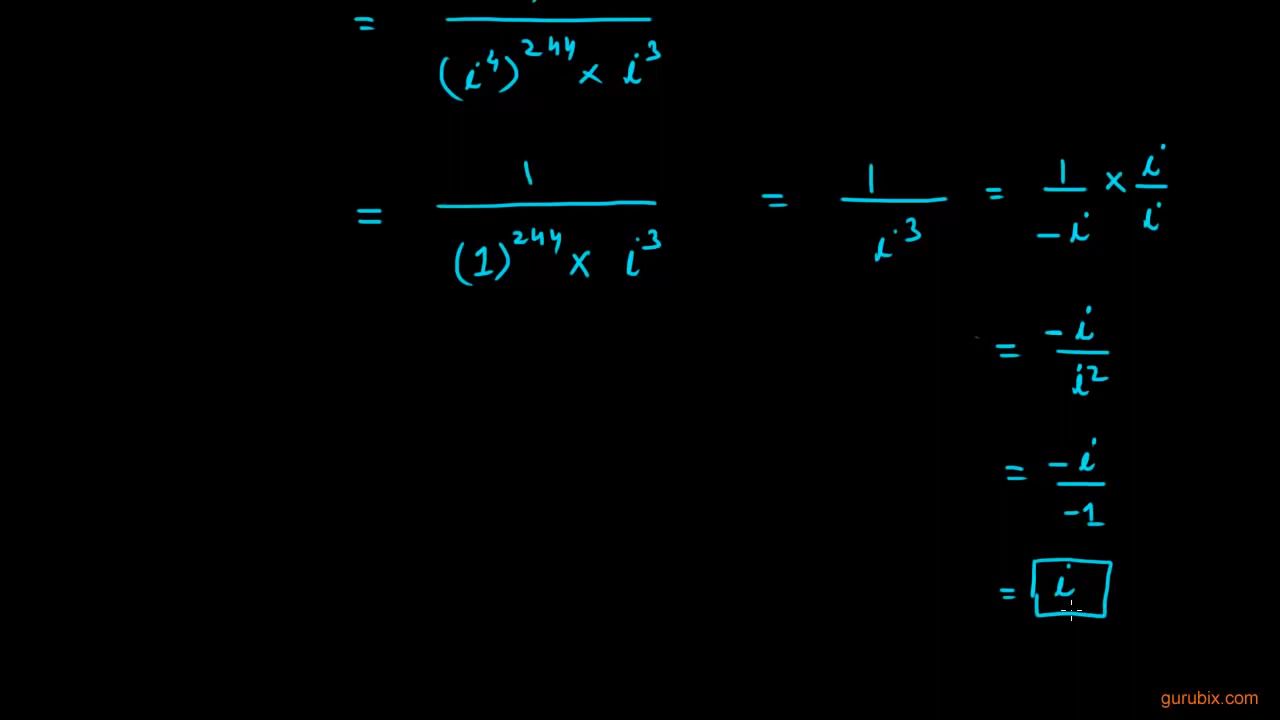 =
(i⁴)²⁴⁴ × i³
= 1 / ((1)²⁴⁴ × i³) = 1 / i³ = 1 / -i × i / i
= -i / i²
= -i / -1
= i
gurubix.com